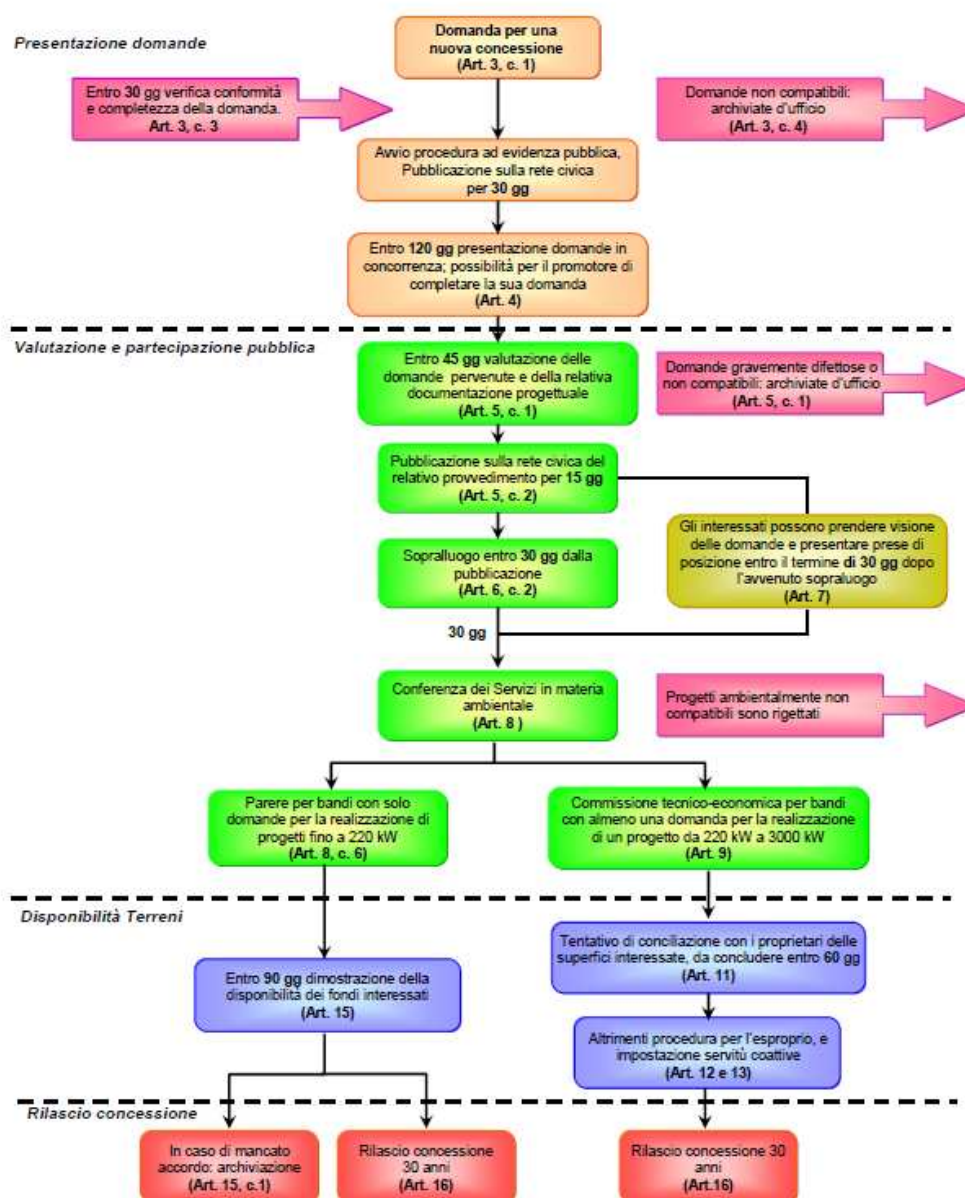 Presentazione domande
Domanda per una
nuova concessione
(Art. 3, c. 1)
Entro 30 gg verifica conformità
e completezza della domanda.
Art. 3, c. 3
Domande non compatibili:
archiviate d'ufficio
(Art. 3, c. 4)
Avvio procedura ad evidenza pubblica,
Pubblicazione sulla rete civica
per 30 gg
Entro 120 gg presentazione domande in
concorrenza; possibilità per il promotore di
completare la sua domanda
(Art. 4)
Valutazione e partecipazione pubblica
Entro 45 gg valutazione delle
domande pervenute e della relativa
documentazione progettuale
(Art. 5, c. 1)
Domande gravemente difettose o
non compatibili: archiviate d'ufficio
(Art. 5, c. 1)
Pubblicazione sulla rete civica del
relativo provvedimento per 15 gg
(Art. 5, c. 2)
Gli interessati possono prendere visione
delle domande e presentare prese di
posizione entro il termine di 30 gg dopo
l'avvenuto sopraluogo
(Art. 7)
Sopralluogo entro 30 gg dalla
pubblicazione
(Art. 6, c. 2)
30 gg
Conferenza dei Servizi in materia
ambientale
(Art. 8 )
Progetti ambientalmente non
compatibili sono rigettati
Parere per bandi con solo
domande per la realizzazione di
progetti fino a 220 kW
(Art. 8, c. 6)
Commissione tecnico-economica per bandi
con almeno una domanda per la realizzazione
di un progetto da 220 kW a 3000 kW
(Art. 9)
Disponibilità Terreni
Entro 90 gg dimostrazione della
disponibilità dei fondi interessati
(Art. 15)
Tentativo di conciliazione con i proprietari delle
superfici interessate, da concludere entro 60 gg
(Art. 11)
Altrimenti procedura per l'esproprio, e
impostazione servitù coattive
(Art. 12 e 13)
Rilascio concessione
In caso di mancato
accordo: archiviazione
(Art. 15, c.1)
Rilascio concessione
30 anni
(Art. 16)
Rilascio concessione 30
anni
(Art.16)